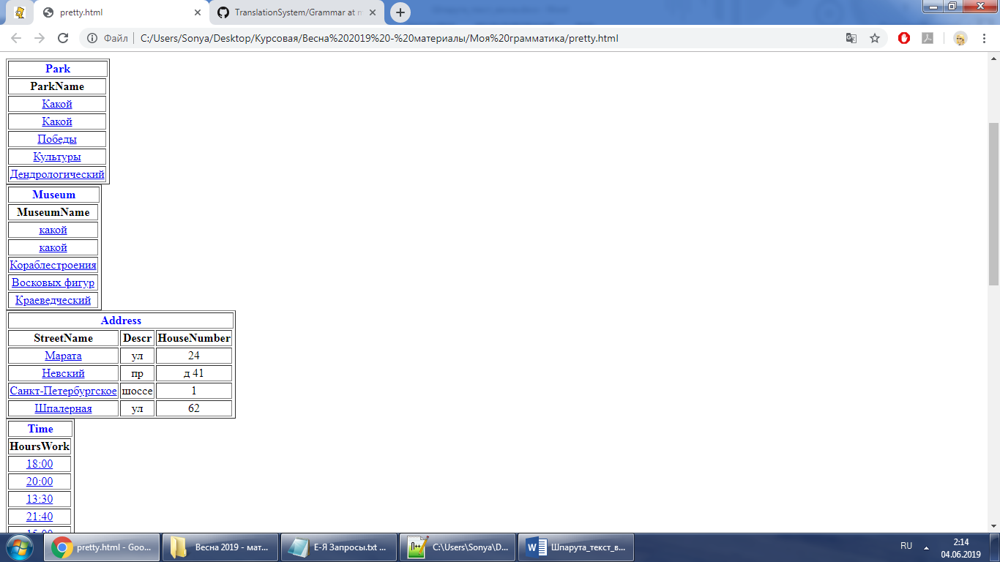 pretty.html
TranslationSystem/Grammar at m
Файл
C:/Users/Sonya/Desktop/Курсовая/Весна%202019%20-%20материалы/Моя%20грамматика/pretty.html
Park
ParkName
Какой
Какой
Победы
Культуры
Дендрологический
Museum
MuseumName
какой
какой
Кораблестроения
Восковых фигур
Краеведческий
Address
StreetName Descr HouseNumber
Марата ул 24
Невский пр д 41
Санкт-Петербургское шоссе 1
Шпалерная ул 62
Time
HoursWork
18:00
20:00
13:30
21:40
pretty.html - Goo...
Весна 2019 - мат...
Е-Я Запросы.txt ...
C:\Users\Sonya\D...
Шпарута_текст_в...
RU
2:14
04.06.2019